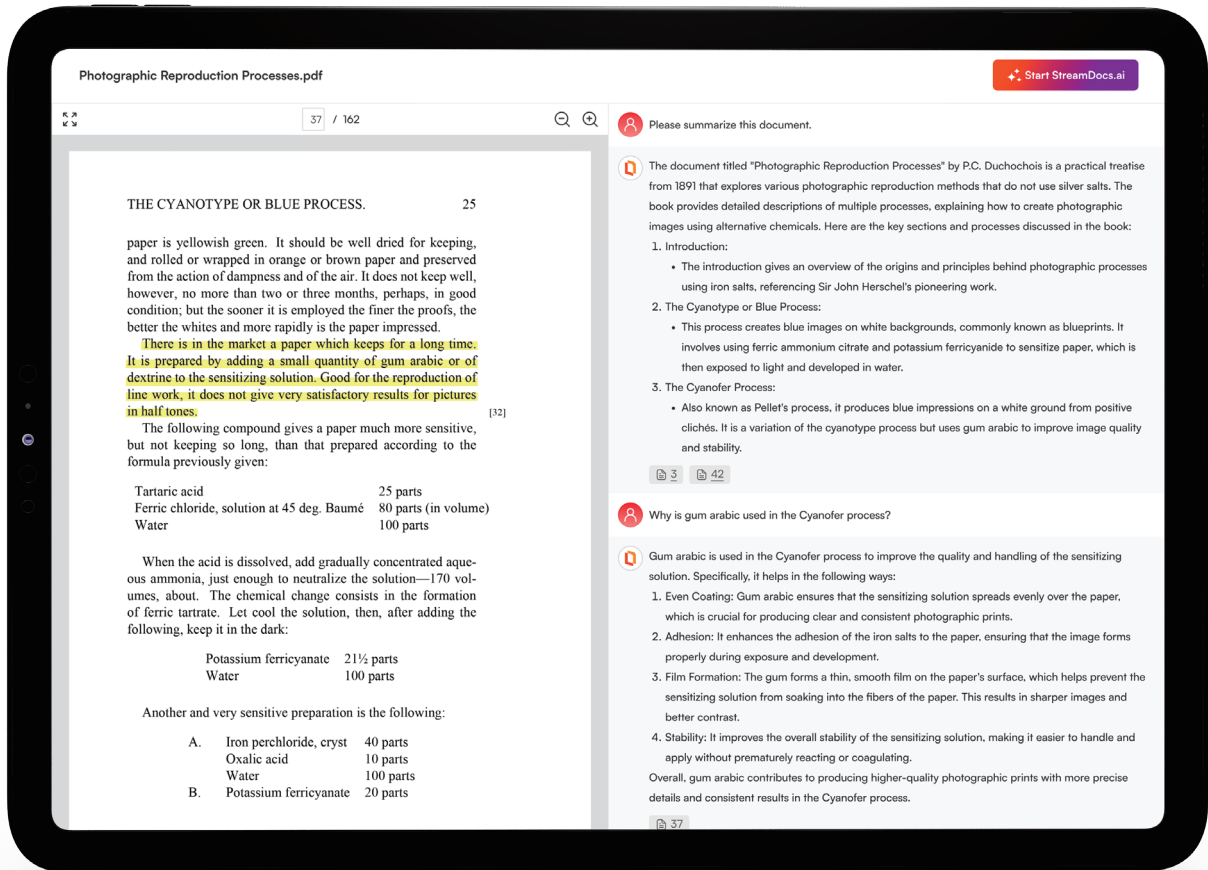 Photographic Reproduction Processes.pdf
Start StreamDocs.ai
37 / 162
THE CYANOTYPE OR BLUE PROCESS. 25
paper is yellowish green. It should be well dried for keeping,
and rolled or wrapped in orange or brown paper and preserved
from the action of dampness and of the air. It does not keep well,
however, no more than two or three months, perhaps, in good
condition; but the sooner it is employed the finer the proofs, the
better the whites and more rapidly is the paper impressed.
There is in the market a paper which keeps for a long time.
It is prepared by adding a small quantity of gum arabic or of
dextrine to the sensitizing solution. Good for the reproduction of
line work, it does not give very satisfactory results for pictures
in half tones. [32]
The following compound gives a paper much more sensitive,
but not keeping so long, than that prepared according to the
formula previously given:
Tartaric acid 25 parts
Ferric chloride, solution at 45 deg. Baumé 80 parts (in volume)
Water 100 parts
When the acid is dissolved, add gradually concentrated aque-
ous ammonia, just enough to neutralize the solution—170 vol-
umes, about. The chemical change consists in the formation
of ferric tartrate. Let cool the solution, then, after adding the
following, keep it in the dark:
Potassium ferricyanate 21½ parts
Water 100 parts
Another and very sensitive preparation is the following:
A. Iron perchloride, cryst 40 parts
Oxalic acid 10 parts
Water 100 parts
B. Potassium ferricyanate 20 parts
Please summarize this document.
The document titled "Photographic Reproduction Processes" by P.C. Duchochois is a practical treatise
from 1891 that explores various photographic reproduction methods that do not use silver salts. The
book provides detailed descriptions of multiple processes, explaining how to create photographic
images using alternative chemicals. Here are the key sections and processes discussed in the book:
1. Introduction:
• The introduction gives an overview of the origins and principles behind photographic processes
using iron salts, referencing Sir John Herschel's pioneering work.
2. The Cyanotype or Blue Process:
• This process creates blue images on white backgrounds, commonly known as blueprints. It
involves using ferric ammonium citrate and potassium ferricyanide to sensitize paper, which is
then exposed to light and developed in water.
3. The Cyanofer Process:
• Also known as Pellet's process, it produces blue impressions on a white ground from positive
clichés. It is a variation of the cyanotype process but uses gum arabic to improve image quality
and stability.
3 42
Why is gum arabic used in the Cyanofer process?
Gum arabic is used in the Cyanofer process to improve the quality and handling of the sensitizing
solution. Specifically, it helps in the following ways:
1. Even Coating: Gum arabic ensures that the sensitizing solution spreads evenly over the paper,
which is crucial for producing clear and consistent photographic prints.
2. Adhesion: It enhances the adhesion of the iron salts to the paper, ensuring that the image forms
properly during exposure and development.
3. Film Formation: The gum forms a thin, smooth film on the paper's surface, which helps prevent the
sensitizing solution from soaking into the fibers of the paper. This results in sharper images and
better contrast.
4. Stability: It improves the overall stability of the sensitizing solution, making it easier to handle and
apply without prematurely reacting or coagulating.
Overall, gum arabic contributes to producing higher-quality photographic prints with more precise
details and consistent results in the Cyanofer process.
37